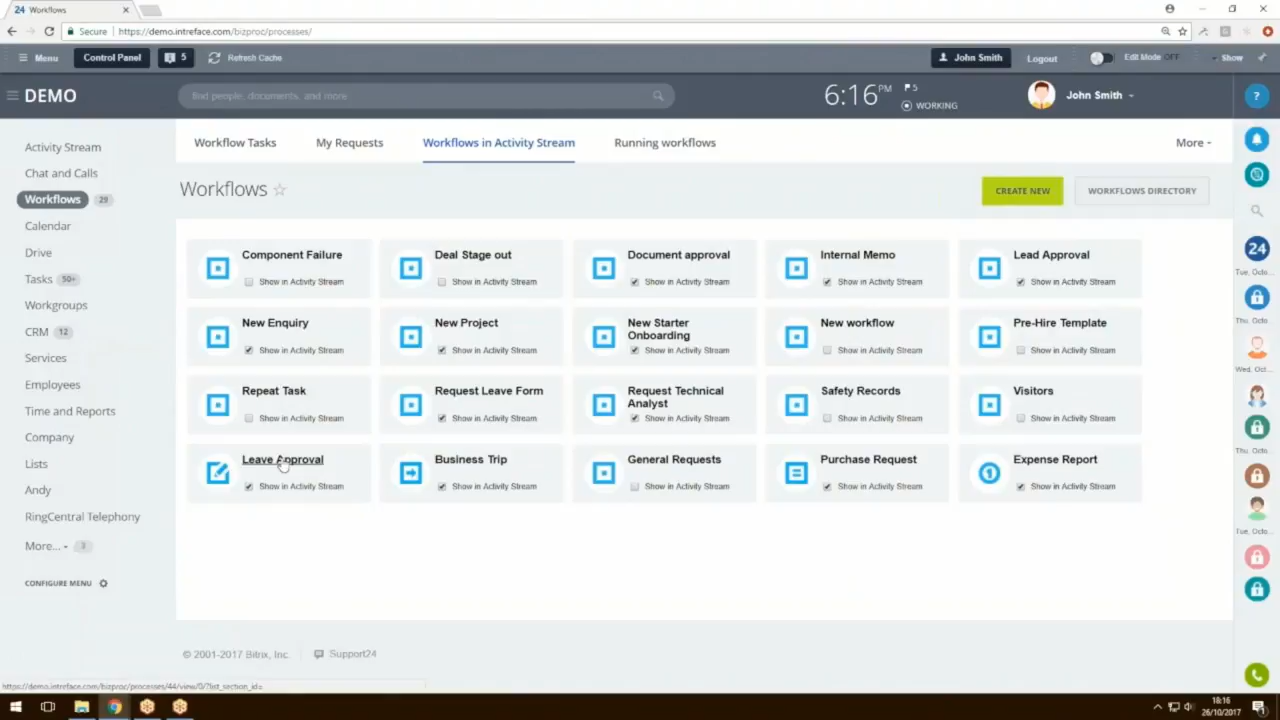 24 Workflows
Secure https://demo.intreface.com/bizproc/processes/
Menu Control Panel 5 Refresh Cache John Smith Logout Edit Mode OFF Show
DEMO find people, documents, and more 6:16 PM 5 WORKING John Smith ?
Workflow Tasks My Requests Workflows in Activity Stream Running workflows More
Workflows CREATE NEW WORKFLOWS DIRECTORY
Activity Stream
Chat and Calls
Workflows 29
Calendar
Drive
Tasks 50+
Workgroups
CRM 12
Services
Employees
Time and Reports
Company
Lists
Andy
RingCentral Telephony
More... 3
CONFIGURE MENU
Component Failure
Show in Activity Stream
Deal Stage out
Show in Activity Stream
Document approval
Show in Activity Stream
Internal Memo
Show in Activity Stream
Lead Approval
Show in Activity Stream
New Enquiry
Show in Activity Stream
New Project
Show in Activity Stream
New Starter
Onboarding
Show in Activity Stream
New workflow
Show in Activity Stream
Pre-Hire Template
Show in Activity Stream
Repeat Task
Show in Activity Stream
Request Leave Form
Show in Activity Stream
Request Technical
Analyst
Show in Activity Stream
Safety Records
Show in Activity Stream
Visitors
Show in Activity Stream
Leave Approval
Show in Activity Stream
Business Trip
Show in Activity Stream
General Requests
Show in Activity Stream
Purchase Request
Show in Activity Stream
Expense Report
Show in Activity Stream
24
Tue, Octo...
Thu, Octo...
Wed, Oct...
Thu, Octo...
Tue, Octo...
© 2001-2017 Bitrix, Inc. Support24
https://demo.intreface.com/bizproc/processes/44/view/0/?list_section_id=
18:16
26/10/2017